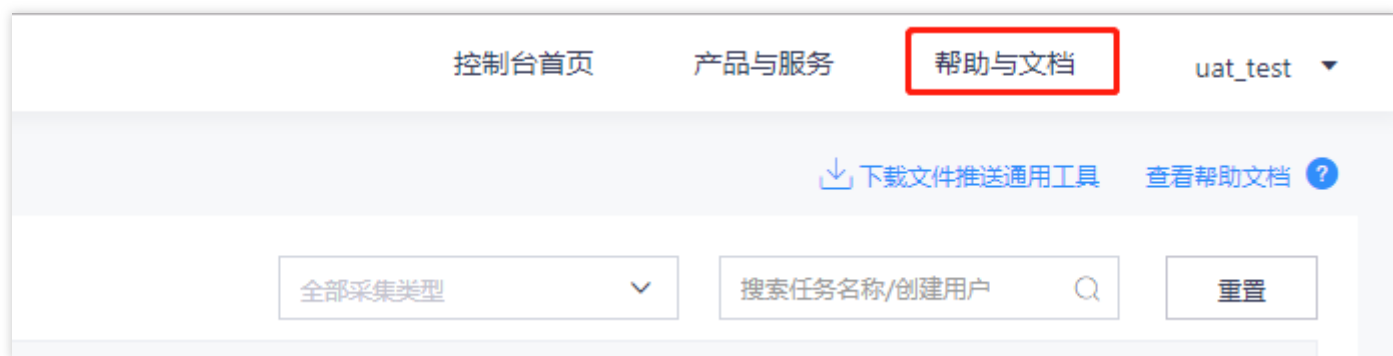 控制台首页 产品与服务 帮助与文档 uat_test
下载文件推送通用工具 查看帮助文档 ?
全部采集类型 搜索任务名称/创建用户 重置